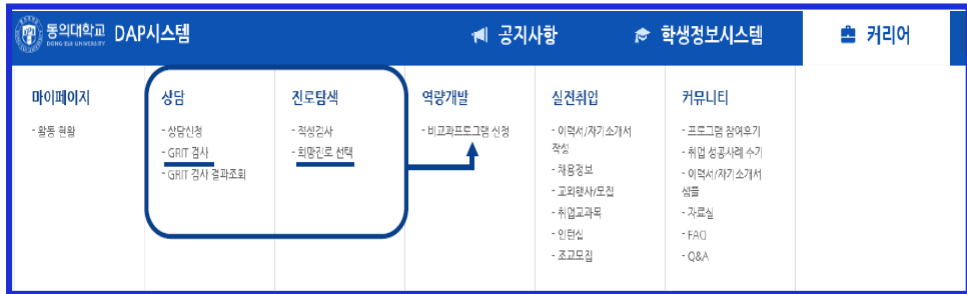 동의대학교 DAP시스템
DONG-EUI UNIVERSITY
공지사항
학생정보시스템
커리어
마이페이지
- 활동 현황
상담
- 상담신청
- GRIT 검사
- GRIT 검사 결과조회
진로탐색
- 적성검사
- 희망진로 선택
역량개발
- 비교과프로그램 신청
실전취업
- 이력서/자기소개서
작성
- 채용정보
- 교외행사/모집
- 취업교과목
- 인턴십
- 조교모집
커뮤니티
- 프로그램 참여후기
- 취업 성공사례 수기
- 이력서/자기소개서
샘플
- 자료실
- FAQ
- Q&A